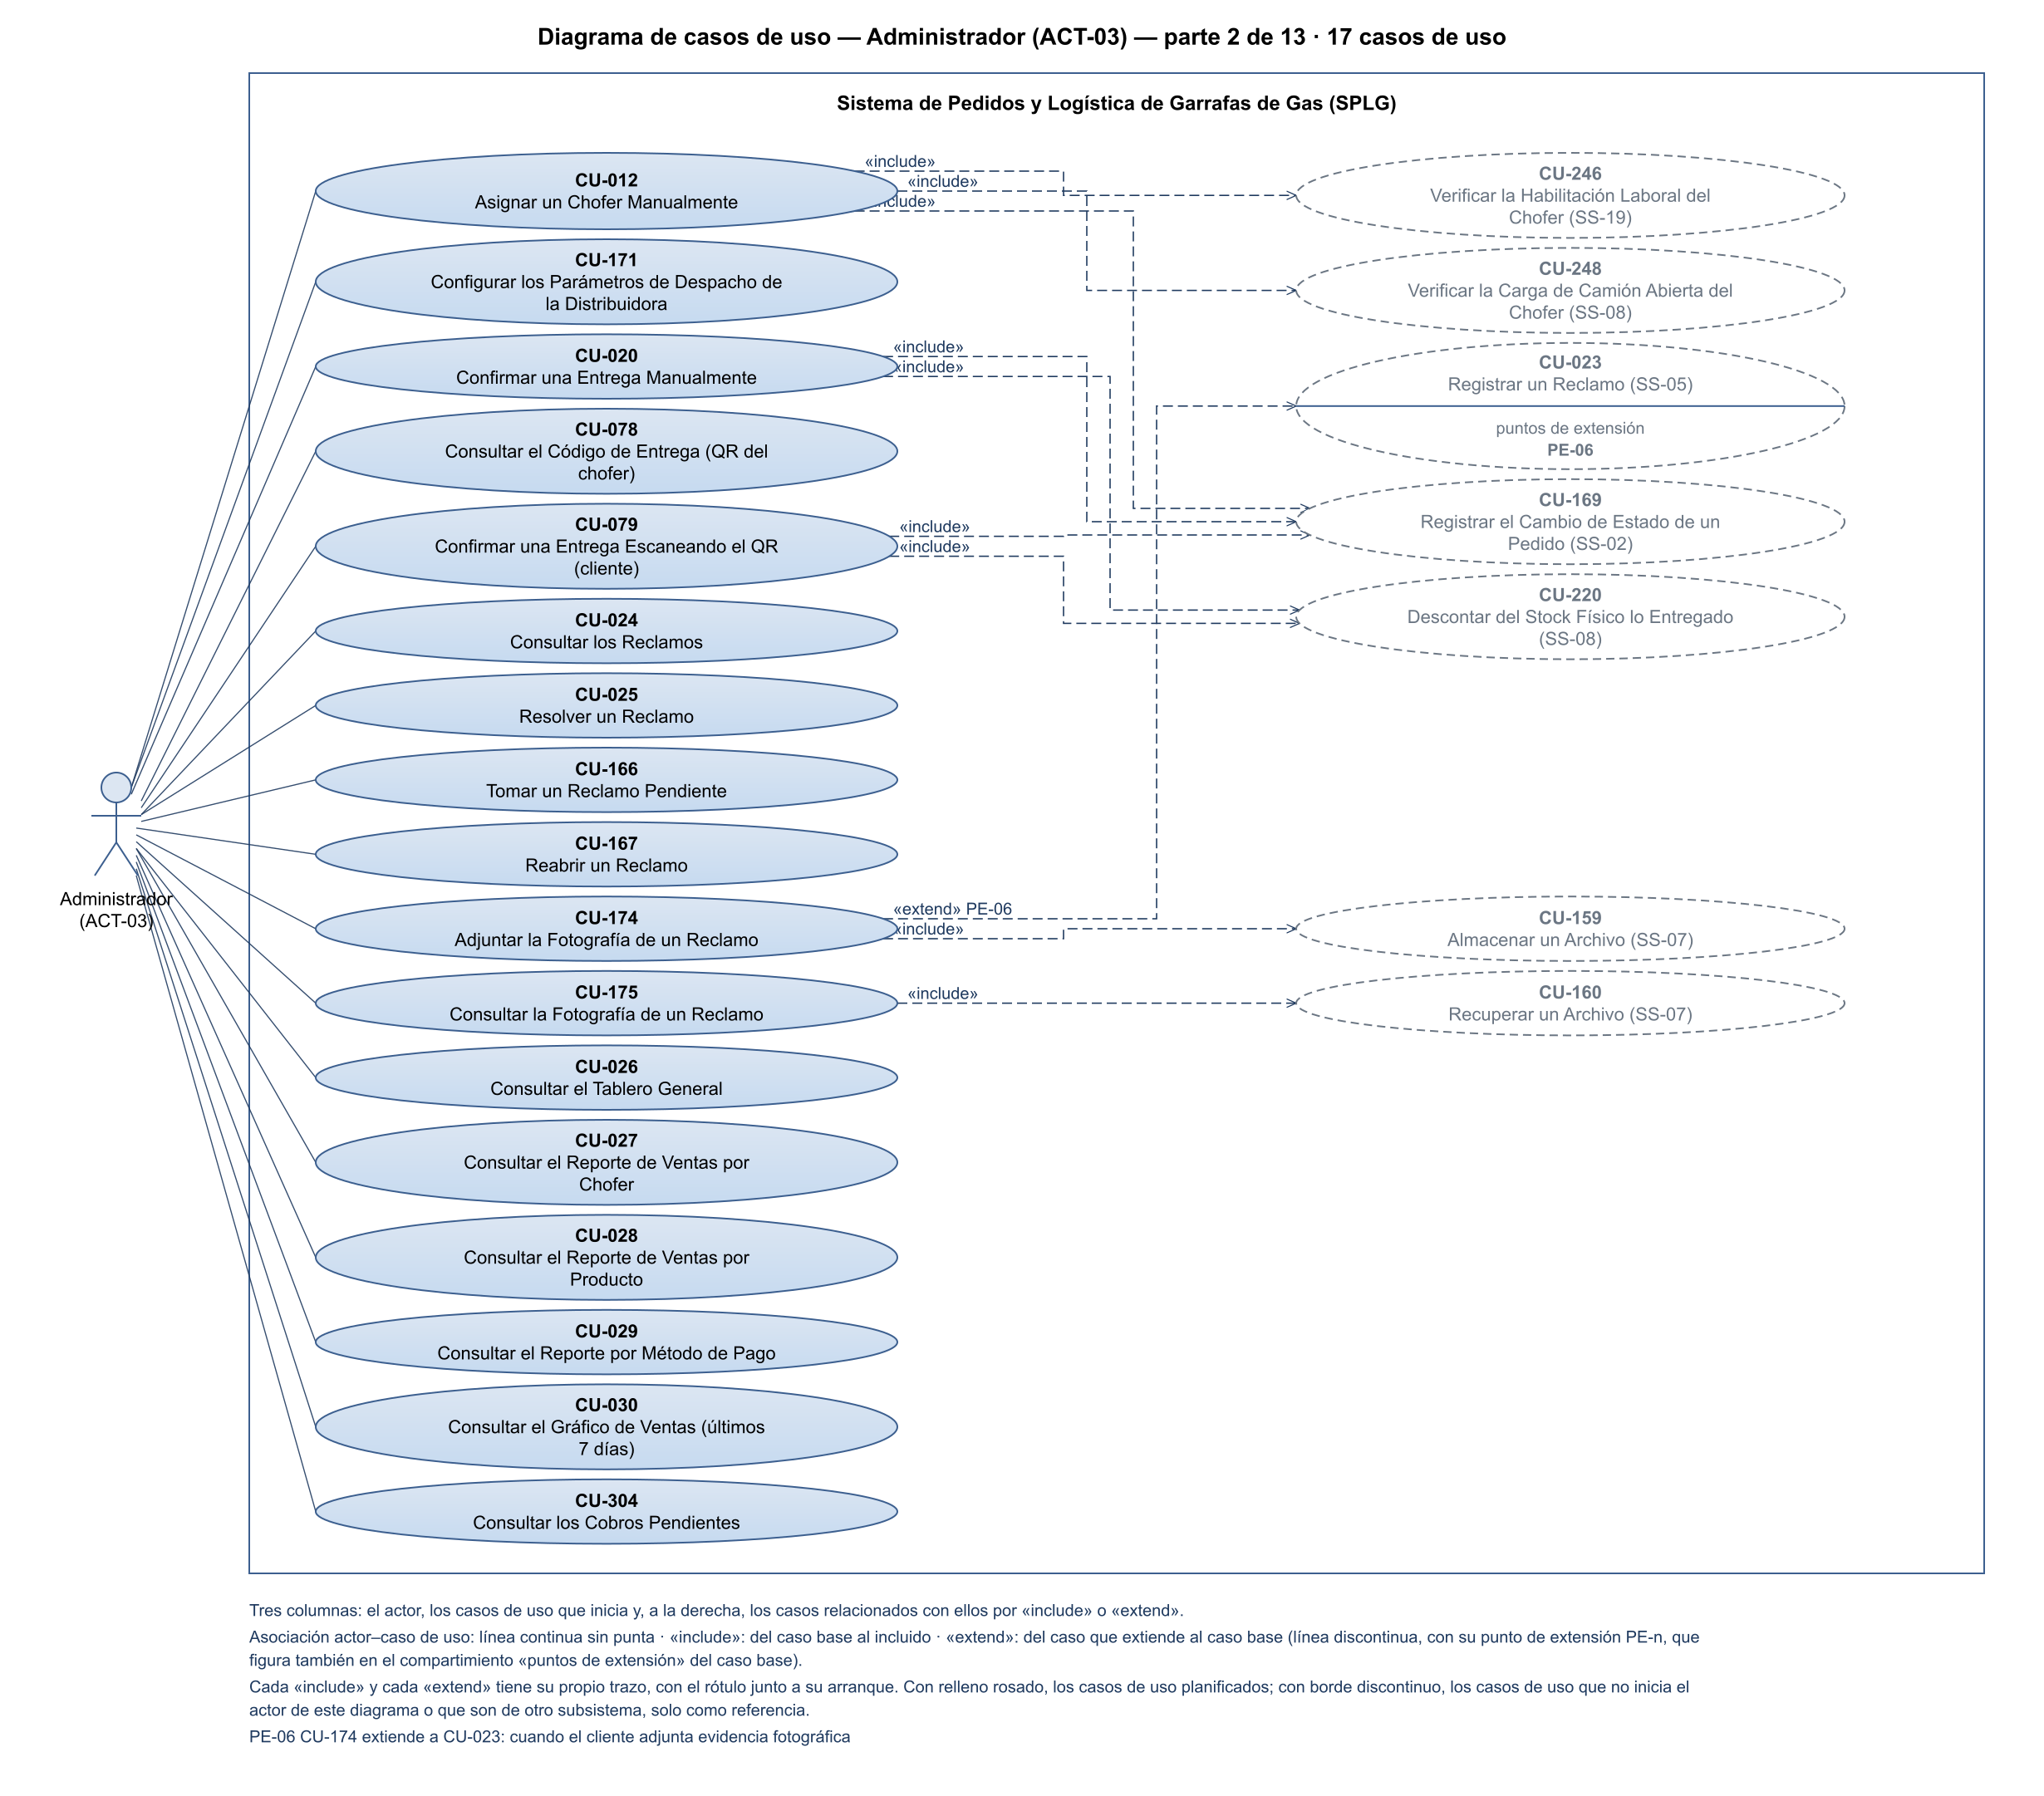 Diagrama de casos de uso — Administrador (ACT-03) — parte 2 de 13 · 17 casos de uso
Sistema de Pedidos y Logística de Garrafas de Gas (SPLG)
CU-012
Asignar un Chofer Manualmente
«include»
«include»
«include»
CU-246
Verificar la Habilitación Laboral del
Chofer (SS-19)
CU-171
Configurar los Parámetros de Despacho de
la Distribuidora
CU-248
Verificar la Carga de Camión Abierta del
Chofer (SS-08)
CU-020
Confirmar una Entrega Manualmente
«include»
«include»
CU-023
Registrar un Reclamo (SS-05)
puntos de extensión
PE-06
CU-078
Consultar el Código de Entrega (QR del
chofer)
CU-079
Confirmar una Entrega Escaneando el QR
(cliente)
«include»
«include»
CU-169
Registrar el Cambio de Estado de un
Pedido (SS-02)
CU-220
Descontar del Stock Físico lo Entregado
(SS-08)
CU-024
Consultar los Reclamos
CU-025
Resolver un Reclamo
CU-166
Tomar un Reclamo Pendiente
CU-167
Reabrir un Reclamo
Administrador
(ACT-03)
CU-174
Adjuntar la Fotografía de un Reclamo
«extend» PE-06
«include»
CU-159
Almacenar un Archivo (SS-07)
CU-175
Consultar la Fotografía de un Reclamo
«include»
CU-160
Recuperar un Archivo (SS-07)
CU-026
Consultar el Tablero General
CU-027
Consultar el Reporte de Ventas por
Chofer
CU-028
Consultar el Reporte de Ventas por
Producto
CU-029
Consultar el Reporte por Método de Pago
CU-030
Consultar el Gráfico de Ventas (últimos
7 días)
CU-304
Consultar los Cobros Pendientes
Tres columnas: el actor, los casos de uso que inicia y, a la derecha, los casos relacionados con ellos por «include» o «extend».
Asociación actor–caso de uso: línea continua sin punta · «include»: del caso base al incluido · «extend»: del caso que extiende al caso base (línea discontinua, con su punto de extensión PE-n, que
figura también en el compartimiento «puntos de extensión» del caso base).
Cada «include» y cada «extend» tiene su propio trazo, con el rótulo junto a su arranque. Con relleno rosado, los casos de uso planificados; con borde discontinuo, los casos de uso que no inicia el
actor de este diagrama o que son de otro subsistema, solo como referencia.
PE-06 CU-174 extiende a CU-023: cuando el cliente adjunta evidencia fotográfica